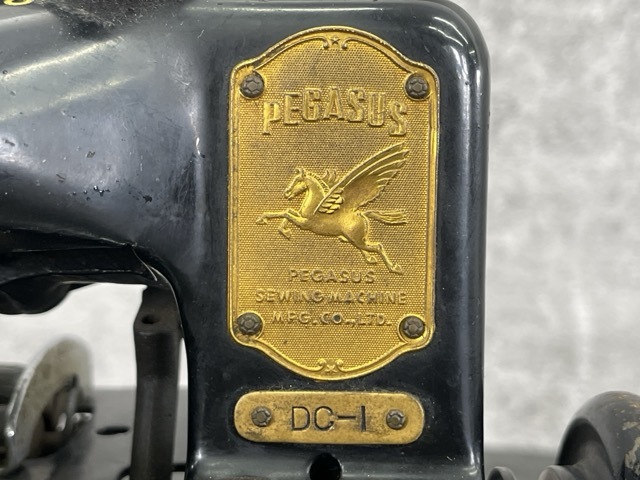 PEGASUS
PEGASUS
SEWING MACHINE
MFG. CO., LTD.
DC-1